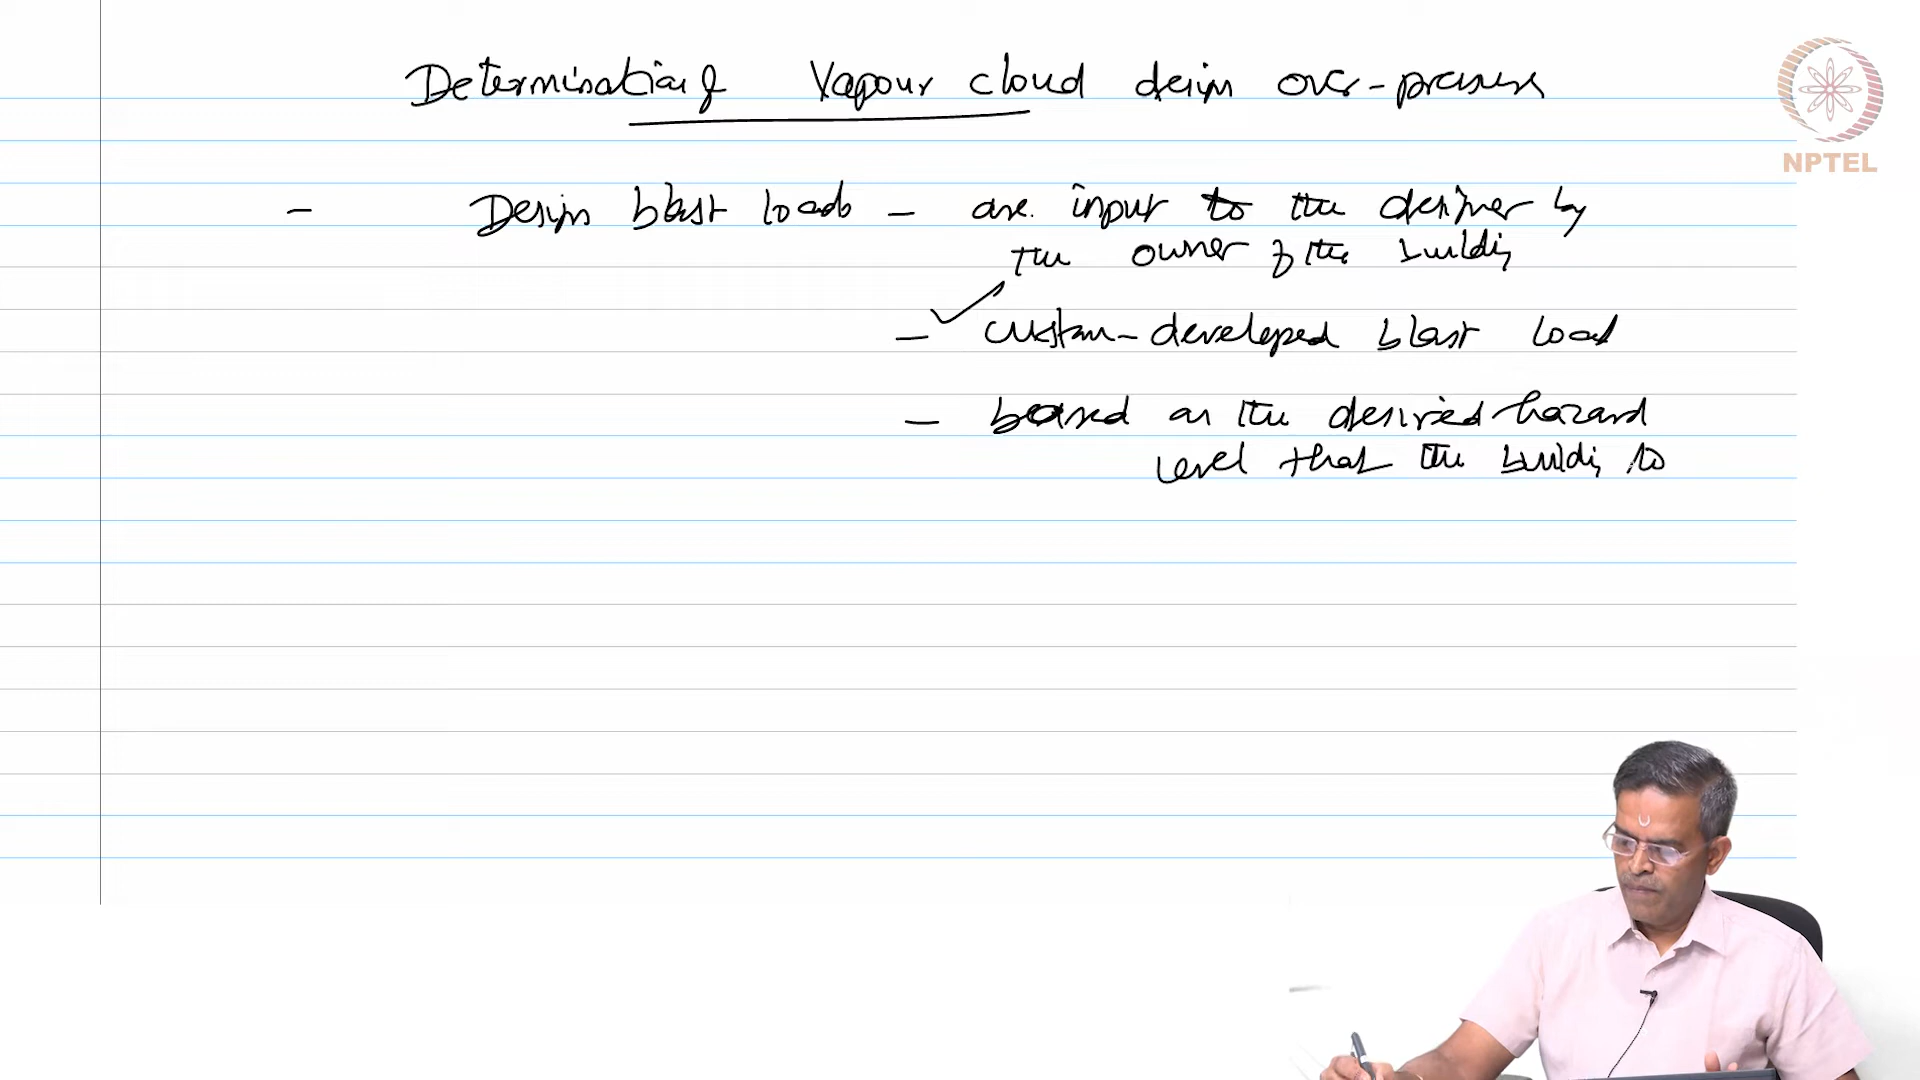 Determination of Vapour cloud design over-pressure
NPTEL
- Design blast loads - are input to the designer by
the owner of the building
- custom-developed blast load
- based on the desired hazard
level that the building to